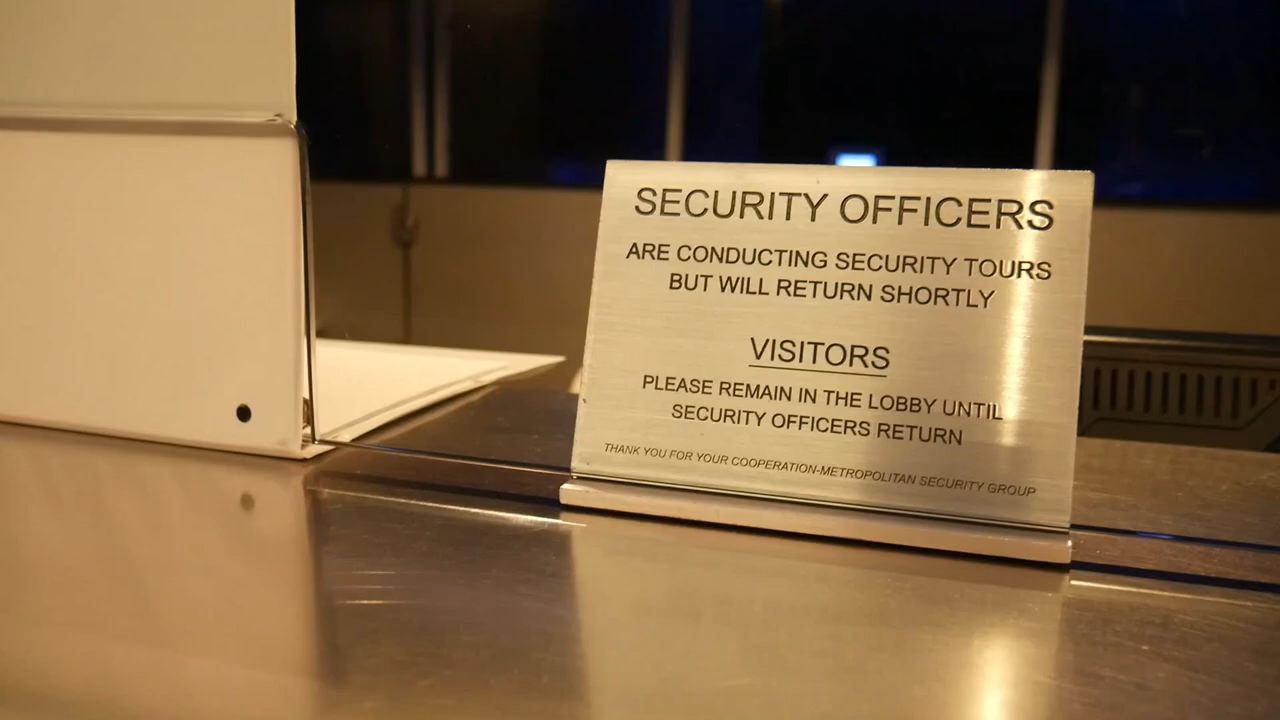 SECURITY OFFICERS
ARE CONDUCTING SECURITY TOURS
BUT WILL RETURN SHORTLY
VISITORS
PLEASE REMAIN IN THE LOBBY UNTIL
SECURITY OFFICERS RETURN
THANK YOU FOR YOUR COOPERATION-METROPOLITAN SECURITY GROUP